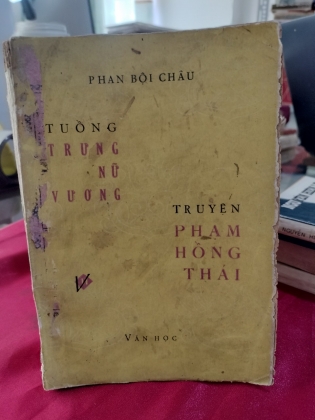 PHAN BỘI CHÂU
TUỒNG
TRƯNG
NỮ
VƯƠNG
TRUYỆN
PHẠM
HỒNG
THÁI
VĂN HỌC